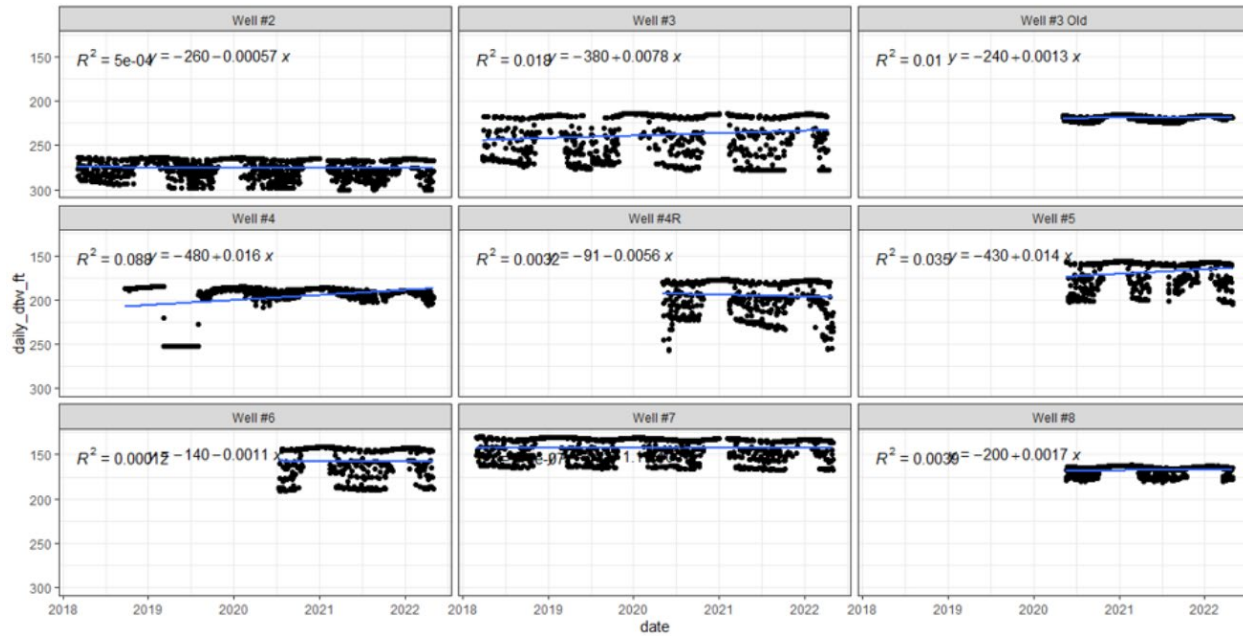 Well #2
Well #3
Well #3 Old
R² = 5e-04 y = −260 − 0.00057 x
R² = 0.018 y = −380 + 0.0078 x
R² = 0.01 y = −240 + 0.0013 x
150
200
250
300
Well #4
Well #4R
Well #5
R² = 0.088 y = −480 + 0.016 x
R² = 0.0032 y = −91 − 0.0056 x
R² = 0.035 y = −430 + 0.014 x
150
200
250
300
daily_dtw_ft
Well #6
Well #7
Well #8
R² = 0.00012 y = −140 − 0.0011 x
R² = 0.0039 y = −200 + 0.0017 x
150
200
250
300
2018 2019 2020 2021 2022
2018 2019 2020 2021 2022
2018 2019 2020 2021 2022
date